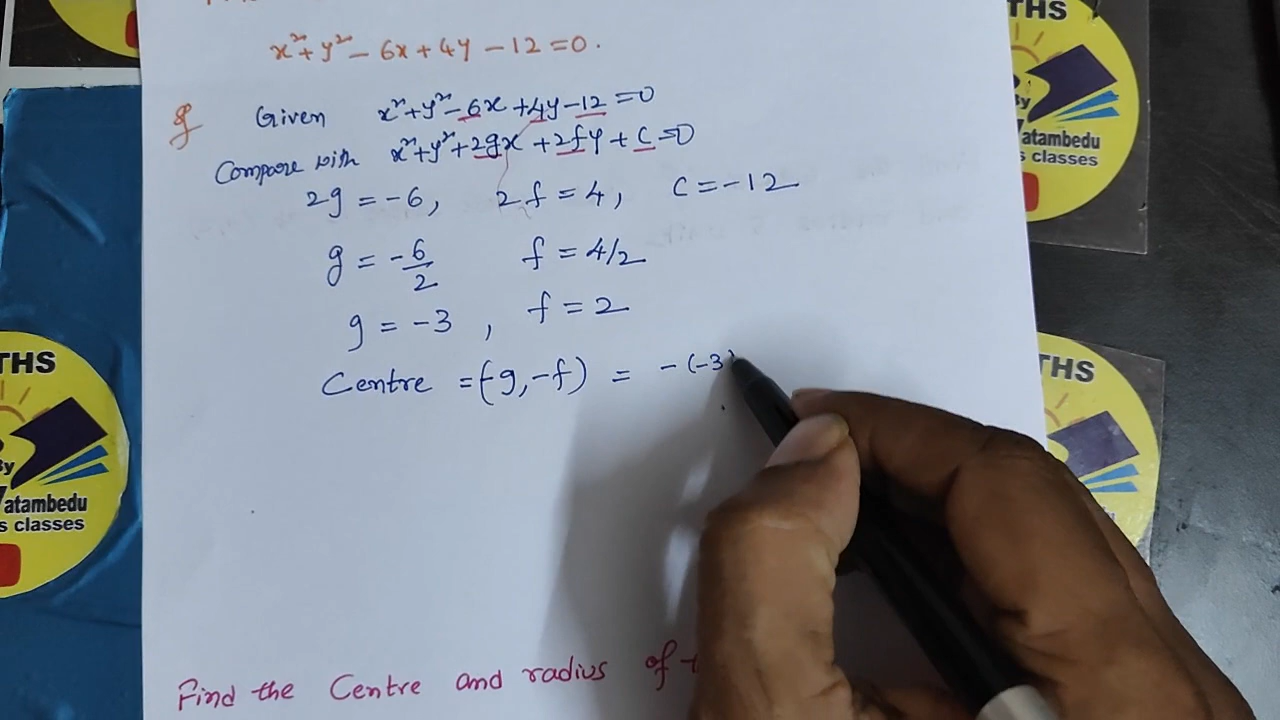 THS
x²+y²-6x+4y-12=0.
Given x²+y²-6x+4y-12=0
Compare with x²+y²+2gx+2fy+c=0
2g=-6, 2f=4, c=-12
g=-6/2 f=4/2
g=-3, f=2
Centre =(-g,-f) = -(-3)
Find the Centre and radius of
By
atambedu
s classes
THS
By
atambedu
s classes
THS